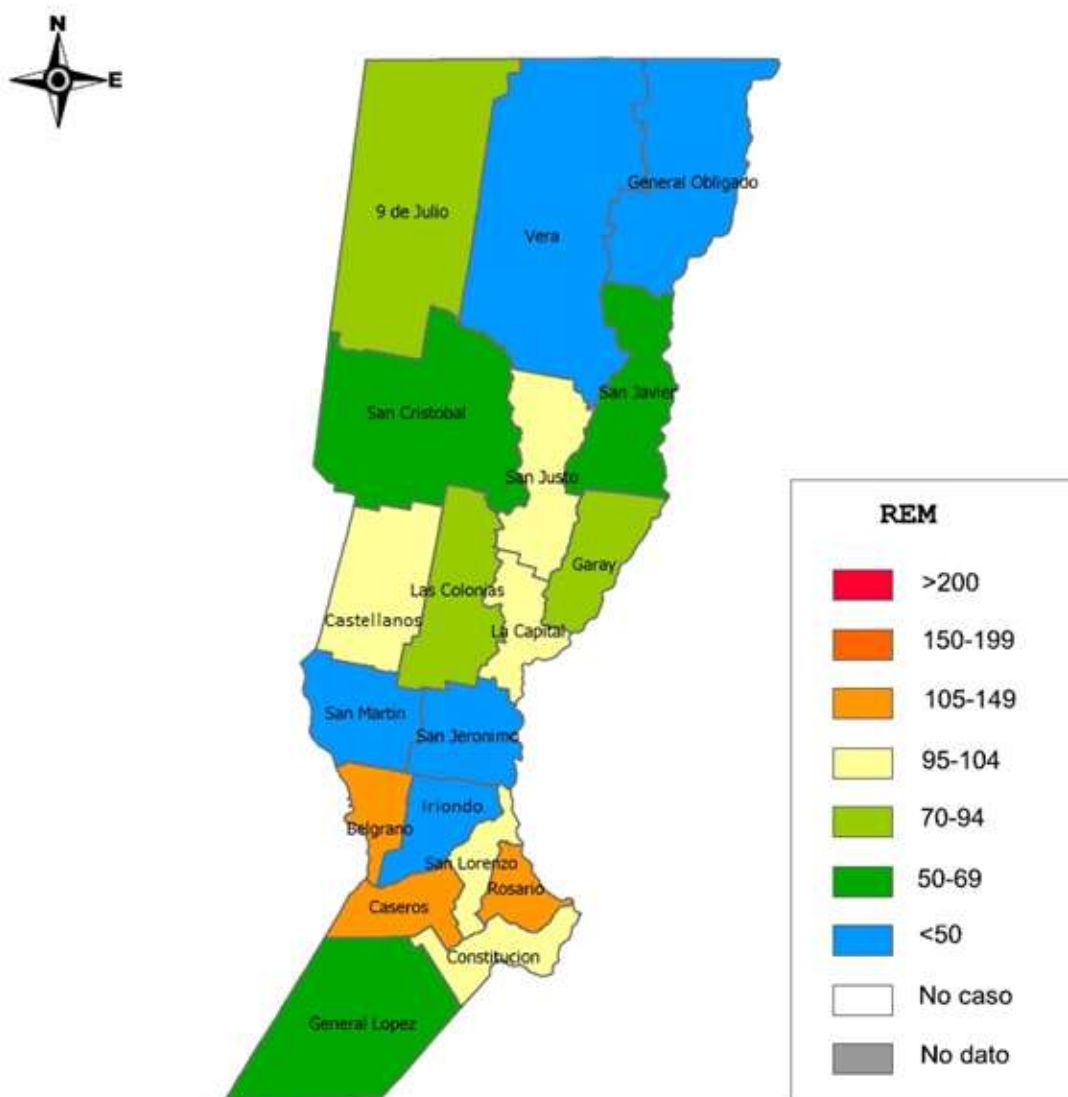 N
E
General Obligado
9 de Julio
Vera
San Cristobal
San Javier
San Justo
Garay
Las Colonias
Castellanos
La Capital
San Martin
San Jeronimo
Iriondo
Belgrano
San Lorenzo
Rosario
Caseros
Constitucion
General Lopez
REM
>200
150-199
105-149
95-104
70-94
50-69
<50
No caso
No dato